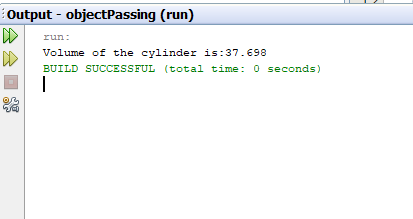 Output - objectPassing (run)
run:
Volume of the cylinder is:37.698
BUILD SUCCESSFUL (total time: 0 seconds)